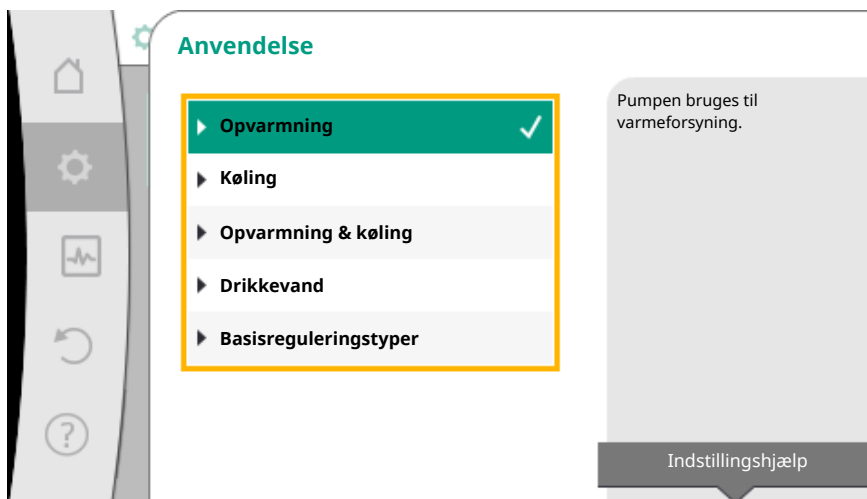 Anvendelse
Opvarmning
Køling
Opvarmning & køling
Drikkevand
Basisreguleringstyper
Pumpen bruges til
varmeforsyning.
Indstillingshjælp
?